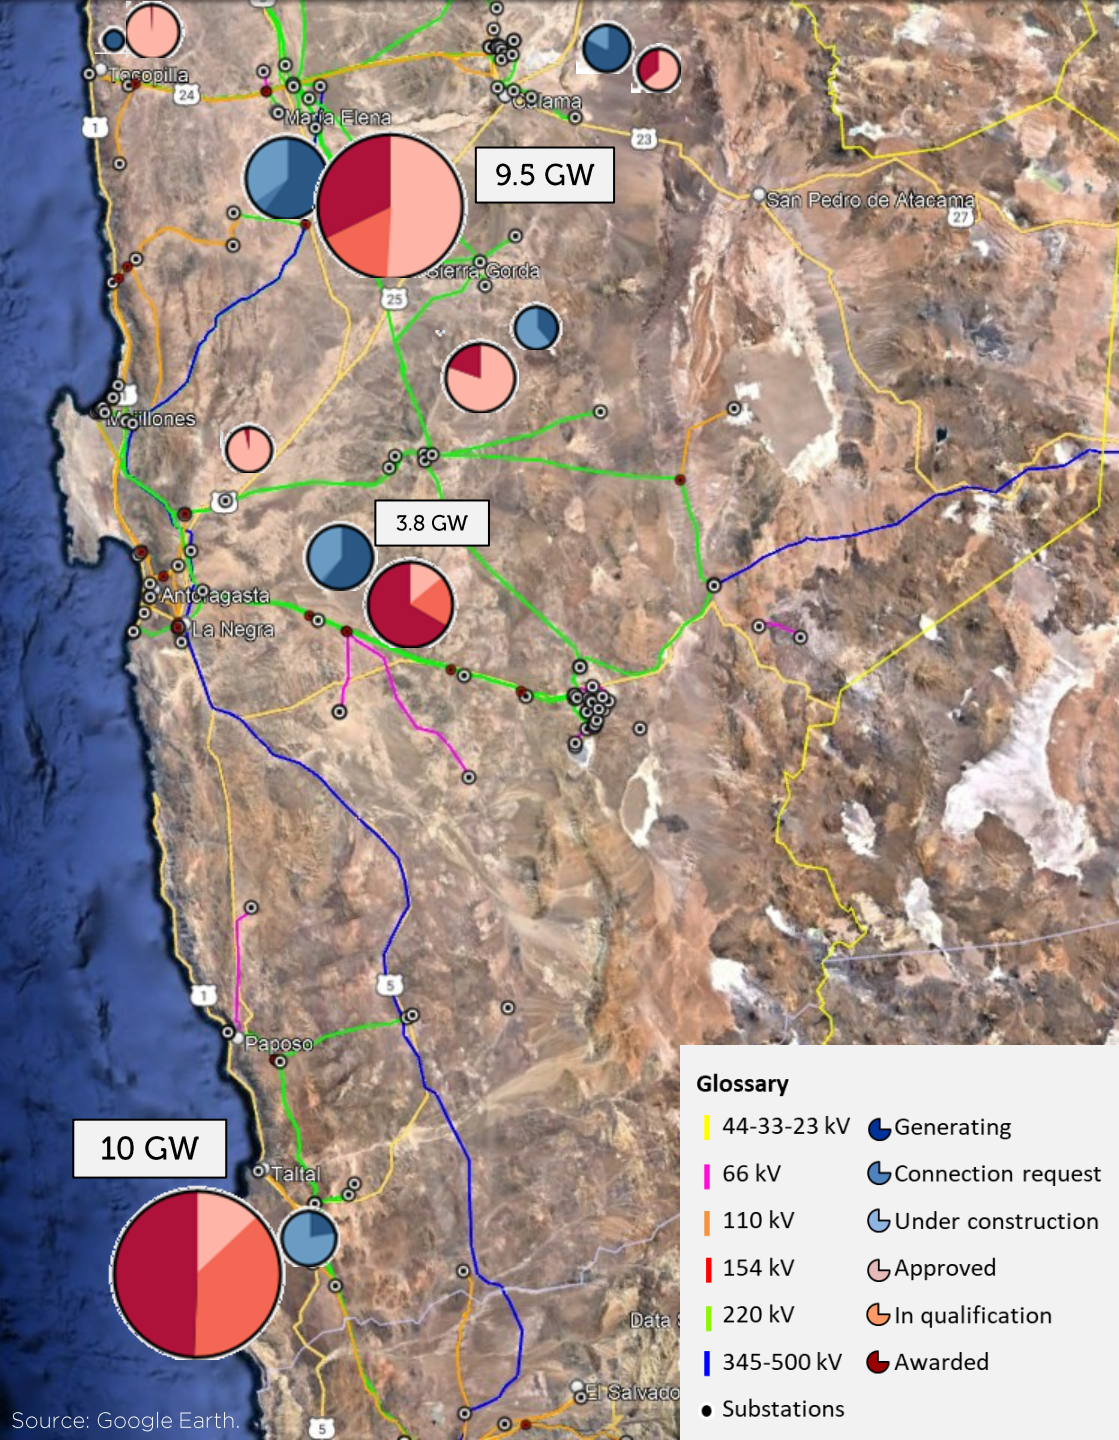 Tocopilla
24
1
María Elena
Calama
23
San Pedro de Atacama
27
9.5 GW
Sierra Gorda
25
Mejillones
3.8 GW
Antofagasta
La Negra
5
1
Paposo
10 GW
Taltal
Data
El Salvado
5
Source: Google Earth.
Glossary
44-33-23 kV
Generating
66 kV
Connection request
110 kV
Under construction
154 kV
Approved
220 kV
In qualification
345-500 kV
Awarded
Substations